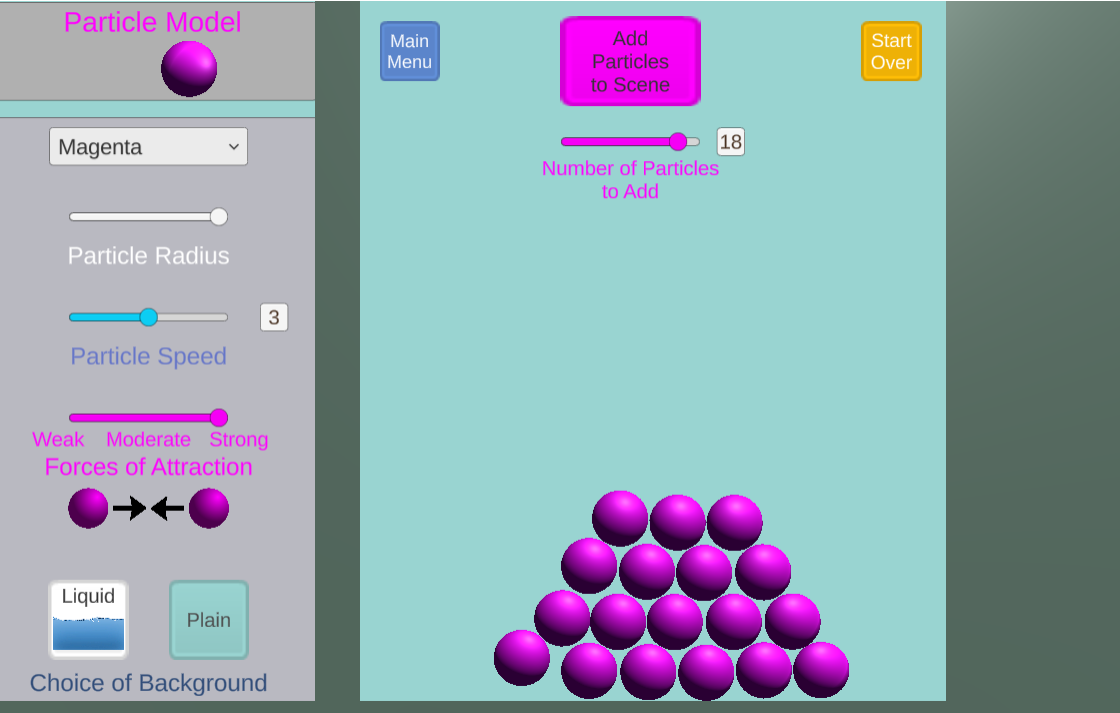 Particle Model
Magenta
Particle Radius
3
Particle Speed
Weak Moderate Strong
Forces of Attraction
Liquid
Plain
Choice of Background
Main
Menu
Add
Particles
to Scene
Start
Over
18
Number of Particles
to Add